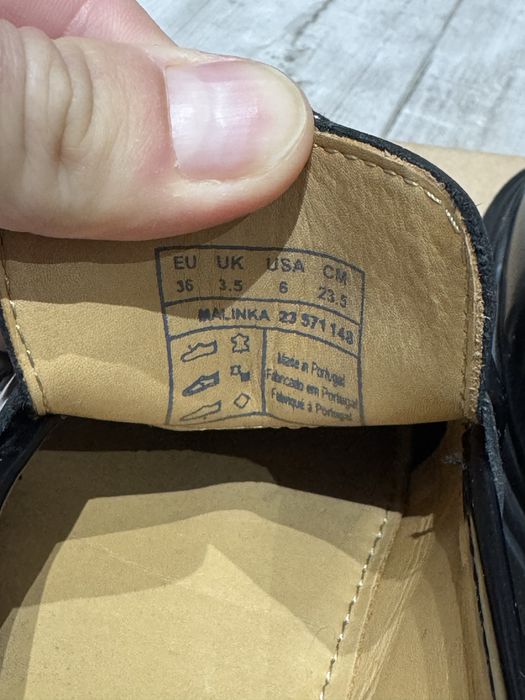 EU UK USA CM
36 3.5 6 23.5
MALINKA 23 571 148
Made in Portugal
Fabricado em Portugal
Fabriqué à Portugal